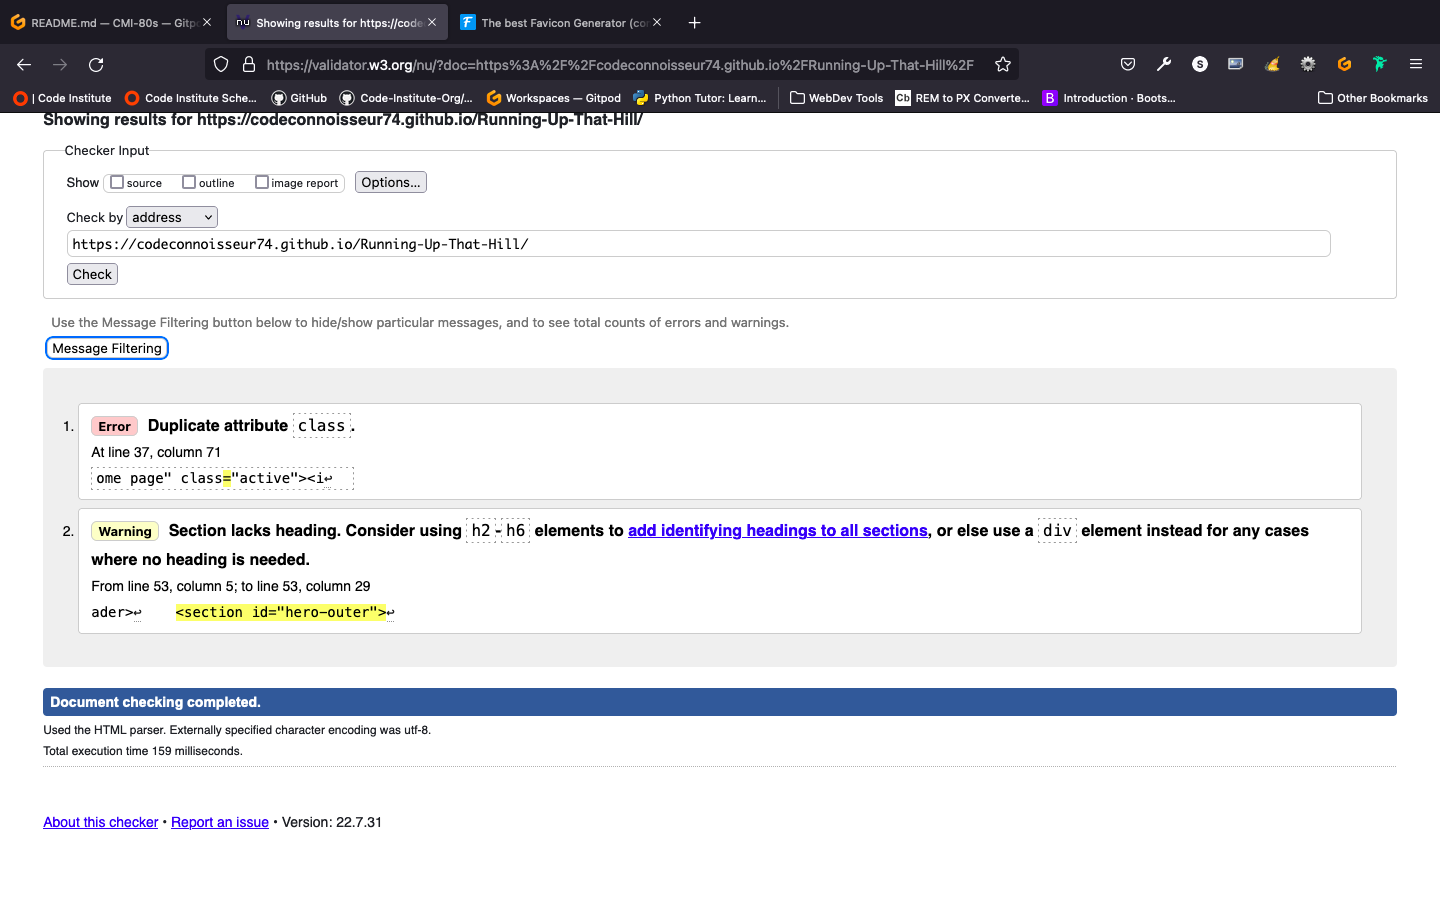 README.md — CMI-80s — Gitp
Showing results for https://code
The best Favicon Generator (co
https://validator.w3.org/nu/?doc=https%3A%2F%2Fcodeconnoisseur74.github.io%2FRunning-Up-That-Hill%2F
| Code Institute
Code Institute Sche...
GitHub
Code-Institute-Org/...
Workspaces — Gitpod
Python Tutor: Learn...
WebDev Tools
Cb REM to PX Converte...
B Introduction · Boots...
Other Bookmarks
Showing results for https://codeconnoisseur74.github.io/Running-Up-That-Hill/
Checker Input
Show source outline image report Options...
Check by address
https://codeconnoisseur74.github.io/Running-Up-That-Hill/
Check
Use the Message Filtering button below to hide/show particular messages, and to see total counts of errors and warnings.
Message Filtering
1. Error Duplicate attribute class.
At line 37, column 71
ome page" class="active"><i↩
2. Warning Section lacks heading. Consider using h2-h6 elements to add identifying headings to all sections, or else use a div element instead for any cases
where no heading is needed.
From line 53, column 5; to line 53, column 29
ader>↩ <section id="hero-outer">↩
Document checking completed.
Used the HTML parser. Externally specified character encoding was utf-8.
Total execution time 159 milliseconds.
About this checker • Report an issue • Version: 22.7.31